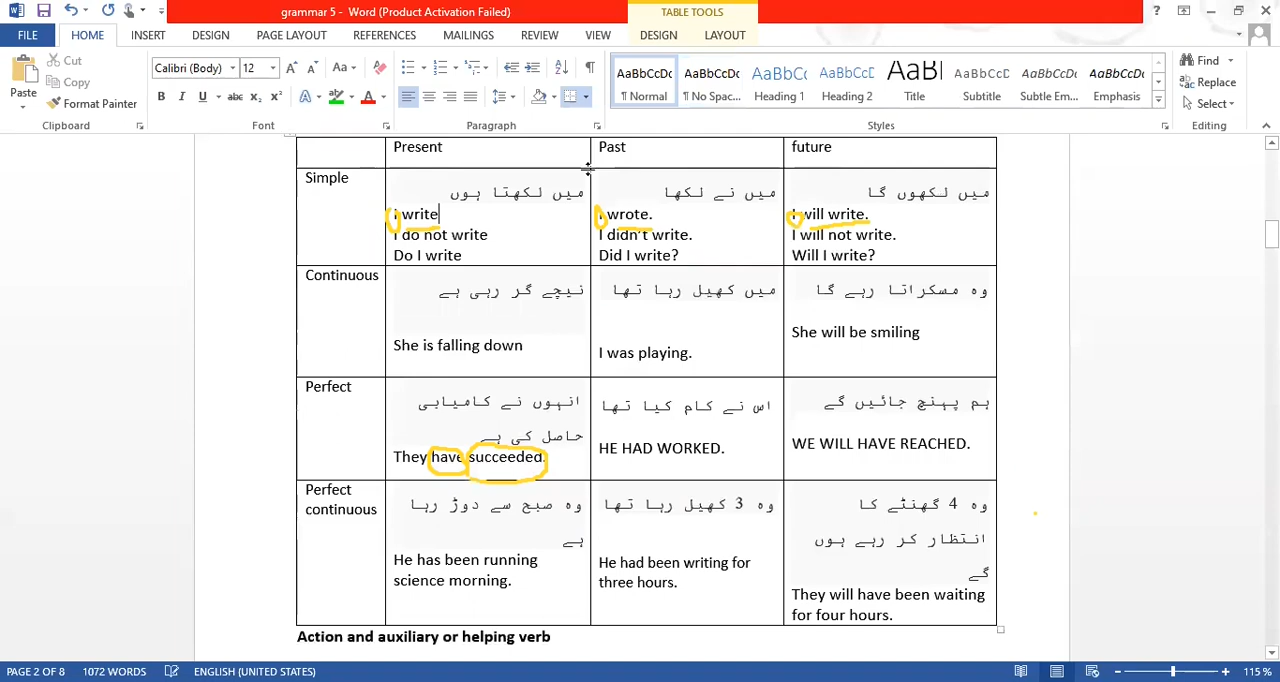 grammar 5 - Word (Product Activation Failed)
TABLE TOOLS
FILE HOME INSERT DESIGN PAGE LAYOUT REFERENCES MAILINGS REVIEW VIEW DESIGN LAYOUT
Paste
Cut
Copy
Format Painter
Clipboard
Calibri (Body) 12
Font
Paragraph
AaBbCcDc AaBbCcDc AaBbCc AaBbCc AaBl AaBbCcD AaBbCcDc AaBbCcDc
¶ Normal ¶ No Spac... Heading 1 Heading 2 Title Subtitle Subtle Em... Emphasis
Styles
Find
Replace
Select
Editing
Present Past future
Simple
میں لکھتا ہوں
I write
I do not write
Do I write
میں نے لکھا
I wrote.
I didn't write.
Did I write?
میں لکھوں گا
I will write.
I will not write.
Will I write?
Continuous
نیچے گر رہی ہے
She is falling down
میں کھیل رہا تھا
I was playing.
وہ مسکراتا رہے گا
She will be smiling
Perfect
انہوں نے کامیابی
حاصل کی ہے
They have succeeded.
اس نے کام کیا تھا
HE HAD WORKED.
ہم پہنچ جائیں گے
WE WILL HAVE REACHED.
Perfect
continuous
وہ صبح سے دوڑ رہا
ہے
He has been running
science morning.
وہ 3 کھیل رہا تھا
He had been writing for
three hours.
وہ 4 گھنٹے کا
انتظار کر رہے ہوں
گے
They will have been waiting
for four hours.
Action and auxiliary or helping verb
PAGE 2 OF 8 1072 WORDS ENGLISH (UNITED STATES) 115 %